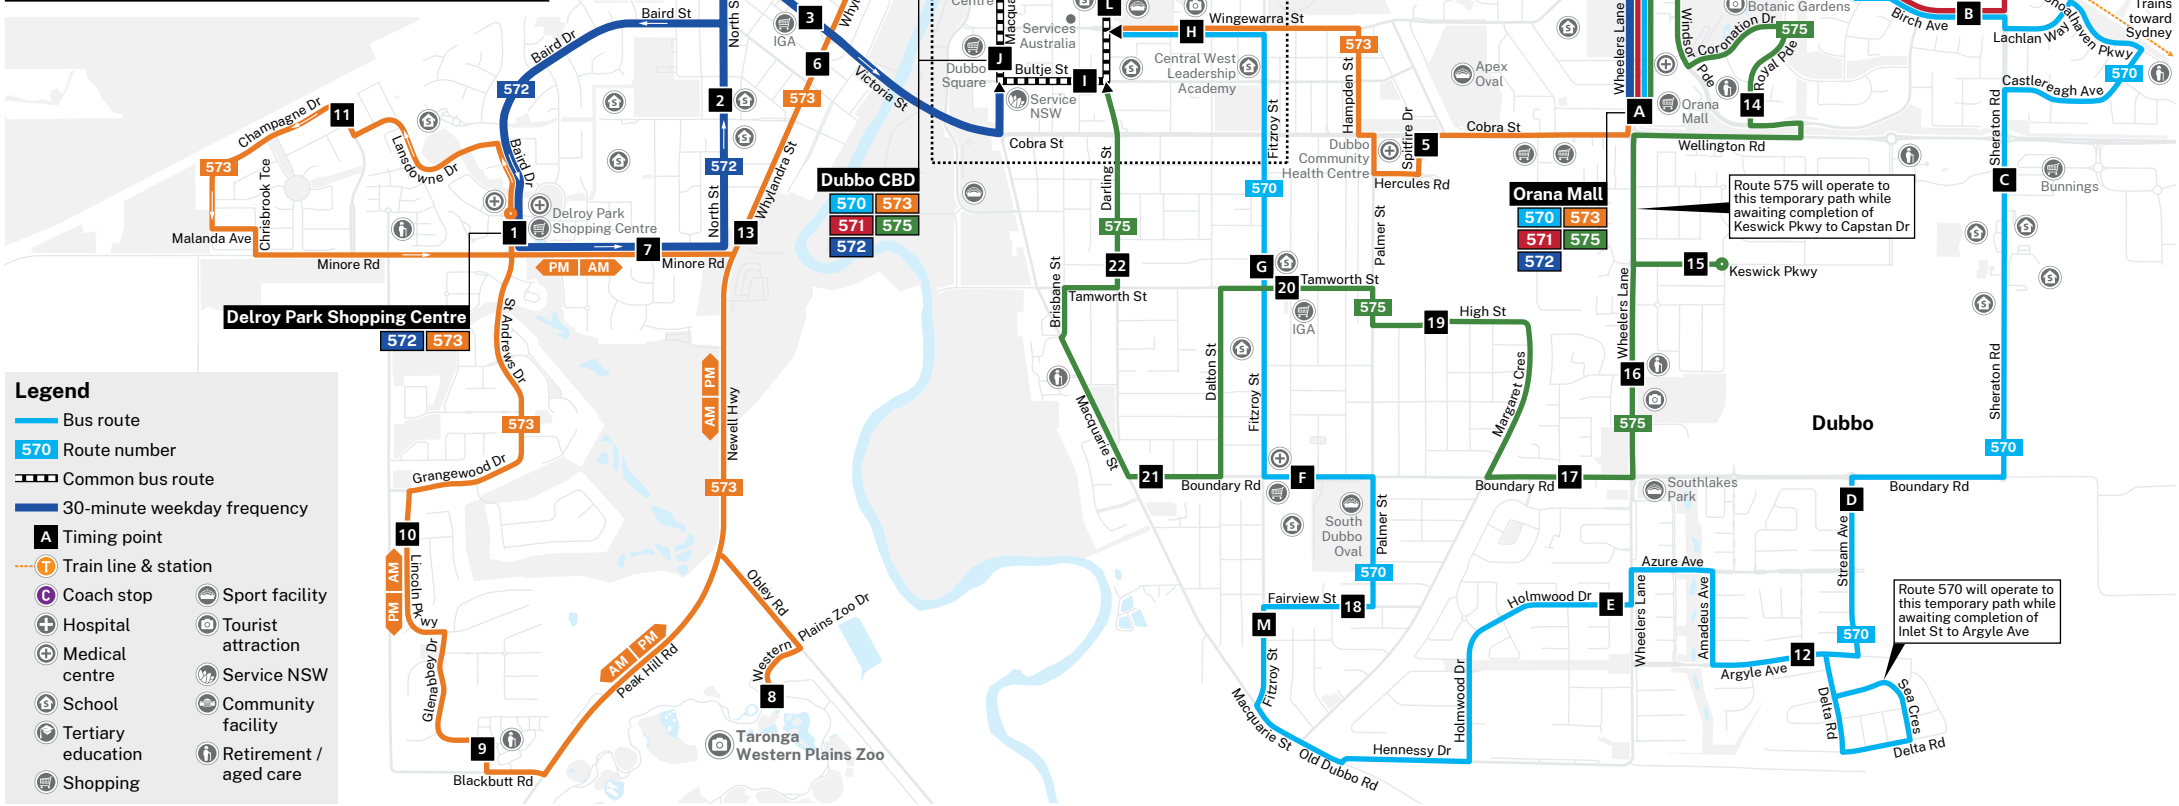 Baird St
North S
3
IGA
Whyl
6
Baird Dr
572
2
573
Victoria St
Centre
Macqua
L
Services
Australia
J
Dubbo
Square
Bultje St
I
Service
NSW
Cobra St
Wingewarra St
H
573
Central West
Leadership
Academy
Hampden St
Fitzroy St
Apex
Oval
Spitfire Dr
5
Cobra St
Dubbo
Community
Health Centre
Hercules Rd
Wheelers Lane
A
Windsor
Pde
Coronation Dr
575
Royal Pde
Botanic Gardens
Orana
Mall
14
Wellington Rd
Birch Ave
B
Lachlan Way
Shoalhaven Pkwy
Trains
toward
Sydney
570
Castlereagh Ave
Sheraton Rd
C
Bunnings
Champagne Dr
11
Lansdowne Dr
573
Chrisbrook Tce
Malanda Ave
Minore Rd
Baird Dr
Delroy Park
Shopping Centre
1
7
Minore Rd
PM AM
572
North St
13
Whylandra St
Dubbo CBD
570 573
571 575
572
Darling St
575
22
Brisbane St
Tamworth St
570
G
20
Tamworth St
IGA
Palmer St
575
19
High St
Orana Mall
570 573
571 575
572
Route 575 will operate to
this temporary path while
awaiting completion of
Keswick Pkwy to Capstan Dr
15
Keswick Pkwy
Wheelers Lane
16
575
Delroy Park Shopping Centre
572 573
St Andrews Dr
573
Grangewood Dr
10
Lincoln Pkwy
PM AM
Glenabbey Dr
9
Blackbutt Rd
AM PM
Newell Hwy
573
AM PM
Peak Hill Rd
Obley Rd
Western Plains Zoo Dr
8
Taronga
Western Plains Zoo
Macquarie St
21
Boundary Rd
Dalton St
Fitzroy St
F
South
Dubbo
Oval
Palmer St
570
Fairview St
18
M
Fitzroy St
Macquarie St
Old Dubbo Rd
Hennessy Dr
Holmwood Dr
Holmwood Dr
E
Margaret Cres
Boundary Rd
17
Southlakes
Park
Dubbo
Sheraton Rd
570
Boundary Rd
D
Stream Ave
Azure Ave
Wheelers Lane
Amadeus Ave
Argyle Ave
12
570
Route 570 will operate to
this temporary path while
awaiting completion of
Inlet St to Argyle Ave
Delta Rd
Sea Cres
Delta Rd
Legend
Bus route
570 Route number
Common bus route
30-minute weekday frequency
A Timing point
T Train line & station
C Coach stop
Hospital
Medical
centre
School
Tertiary
education
Shopping
Sport facility
Tourist
attraction
Service NSW
Community
facility
Retirement /
aged care